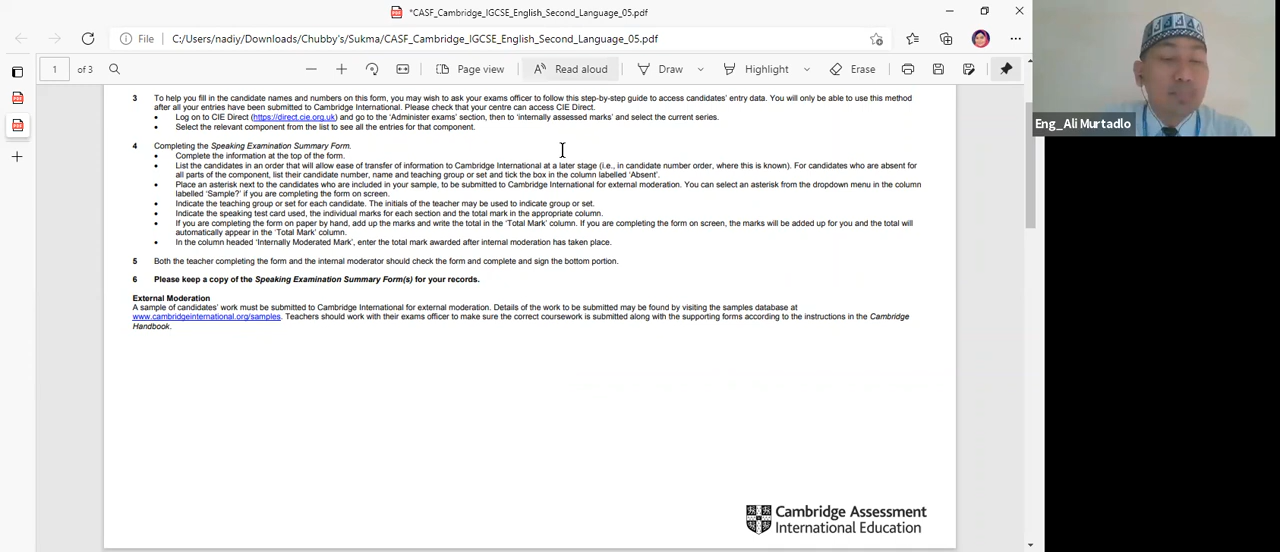 *CASF_Cambridge_IGCSE_English_Second_Language_05.pdf
File
C:/Users/nadiy/Downloads/Chubby's/Sukma/CASF_Cambridge_IGCSE_English_Second_Language_05.pdf
1 of 3
Page view
Read aloud
Draw
Highlight
Erase
3 To help you fill in the candidate names and numbers on this form, you may wish to ask your exams officer to follow this step-by-step guide to access candidates' entry data. You will only be able to use this method
after all your entries have been submitted to Cambridge International. Please check that your centre can access CIE Direct.
• Log on to CIE Direct (https://direct.cie.org.uk) and go to the 'Administer exams' section, then to 'internally assessed marks' and select the current series.
• Select the relevant component from the list to see all the entries for that component.
4 Completing the Speaking Examination Summary Form.
• Complete the information at the top of the form.
• List the candidates in an order that will allow ease of transfer of information to Cambridge International at a later stage (i.e., in candidate number order, where this is known). For candidates who are absent for
all parts of the component, list their candidate number, name and teaching group or set and tick the box in the column labelled 'Absent'.
• Place an asterisk next to the candidates who are included in your sample, to be submitted to Cambridge International for external moderation. You can select an asterisk from the dropdown menu in the column
labelled 'Sample?' if you are completing the form on screen.
• Indicate the teaching group or set for each candidate. The initials of the teacher may be used to indicate group or set.
• Indicate the speaking test card used, the individual marks for each section and the total mark in the appropriate column.
• If you are completing the form on paper by hand, add up the marks and write the total in the 'Total Mark' column. If you are completing the form on screen, the marks will be added up for you and the total will
automatically appear in the 'Total Mark' column.
• In the column headed 'Internally Moderated Mark', enter the total mark awarded after internal moderation has taken place.
5 Both the teacher completing the form and the internal moderator should check the form and complete and sign the bottom portion.
6 Please keep a copy of the Speaking Examination Summary Form(s) for your records.
External Moderation
A sample of candidates' work must be submitted to Cambridge International for external moderation. Details of the work to be submitted may be found by visiting the samples database at
www.cambridgeinternational.org/samples. Teachers should work with their exams officer to make sure the correct coursework is submitted along with the supporting forms according to the instructions in the Cambridge
Handbook.
Cambridge Assessment
International Education
Eng_Ali Murtadlo